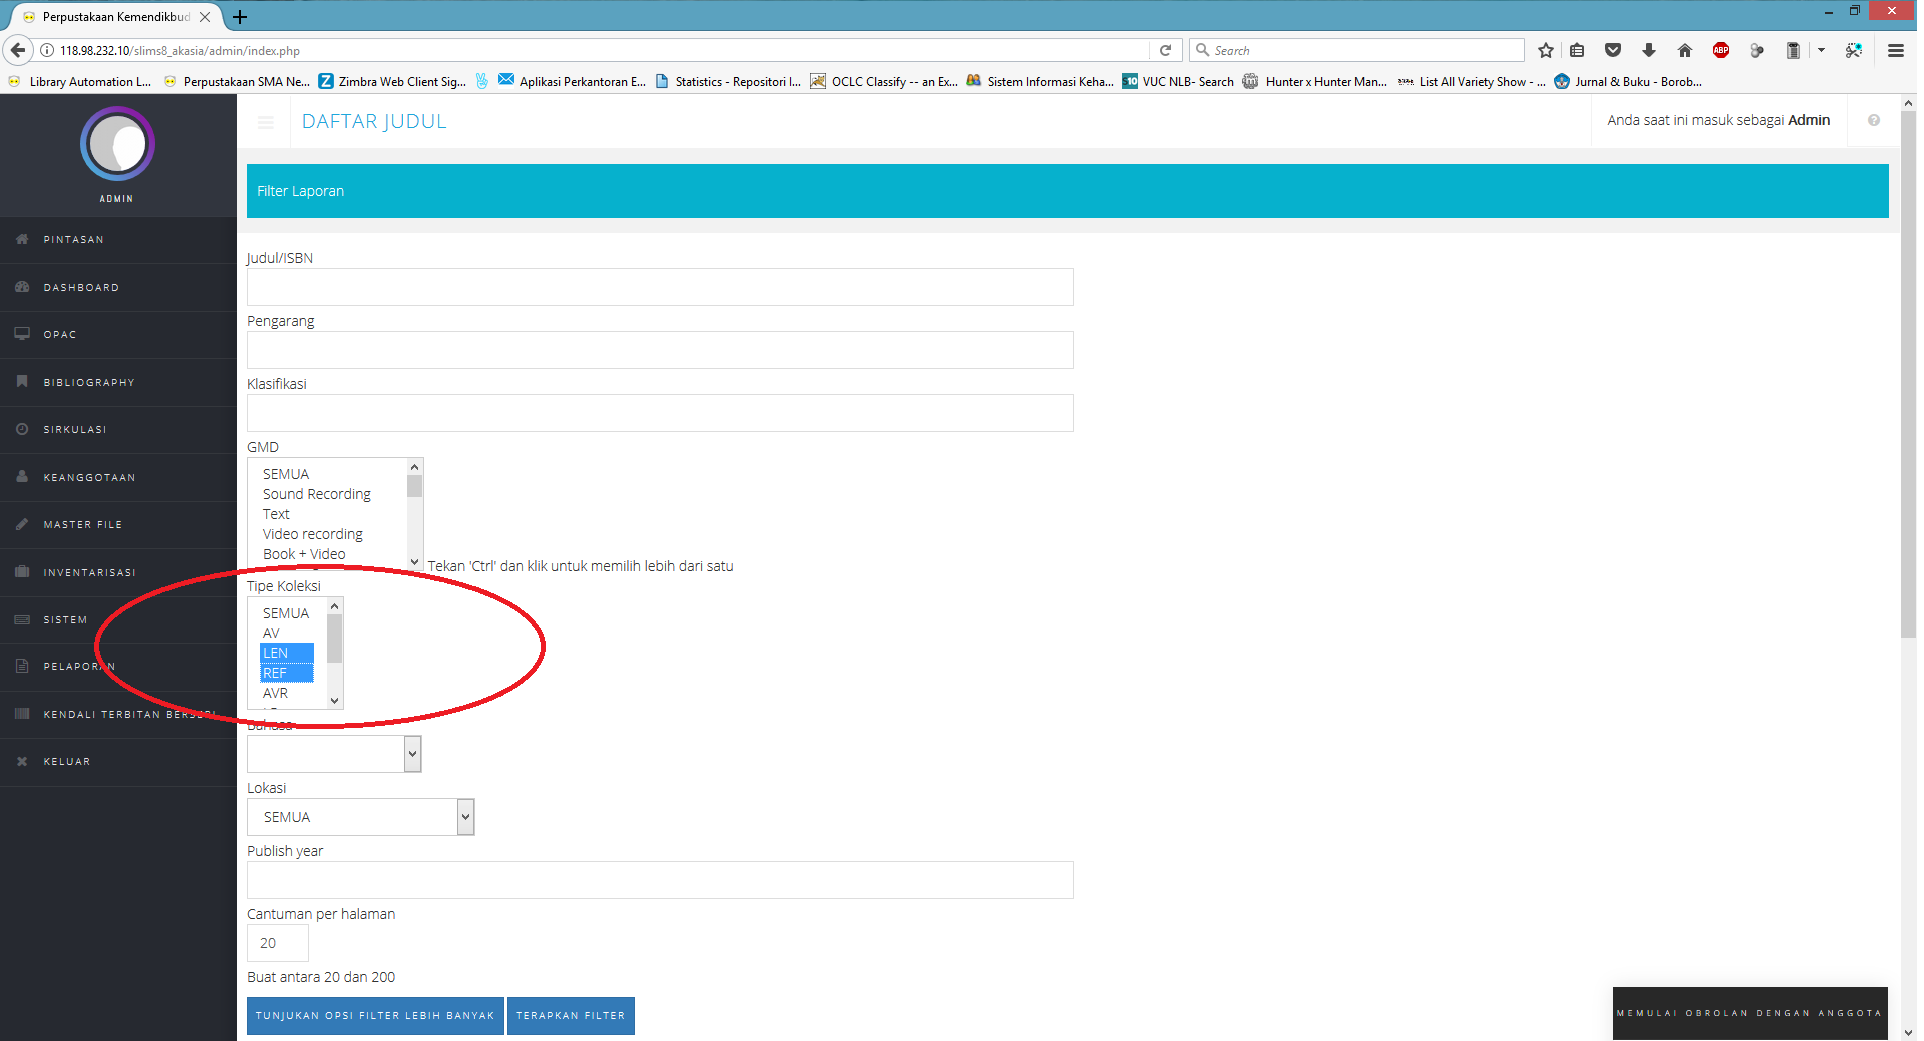 Perpustakaan Kemendikbud
118.98.232.10/slims8_akasia/admin/index.php
Search
Library Automation L...
Perpustakaan SMA Ne...
Zimbra Web Client Sig...
Aplikasi Perkantoran E...
Statistics - Repositori I...
OCLC Classify -- an Ex...
Sistem Informasi Keha...
VUC NLB- Search
Hunter x Hunter Man...
List All Variety Show - ...
Jurnal & Buku - Borob...
ADMIN
PINTASAN
DASHBOARD
OPAC
BIBLIOGRAPHY
SIRKULASI
KEANGGOTAAN
MASTER FILE
INVENTARISASI
SISTEM
PELAPORAN
KENDALI TERBITAN BERSERI
KELUAR
DAFTAR JUDUL
Anda saat ini masuk sebagai Admin
Filter Laporan
Judul/ISBN
Pengarang
Klasifikasi
GMD
SEMUA
Sound Recording
Text
Video recording
Book + Video
Tekan 'Ctrl' dan klik untuk memilih lebih dari satu
Tipe Koleksi
SEMUA
AV
LEN
REF
AVR
Bahasa
Lokasi
SEMUA
Publish year
Cantuman per halaman
20
Buat antara 20 dan 200
TUNJUKAN OPSI FILTER LEBIH BANYAK
TERAPKAN FILTER
MEMULAI OBROLAN DENGAN ANGGOTA